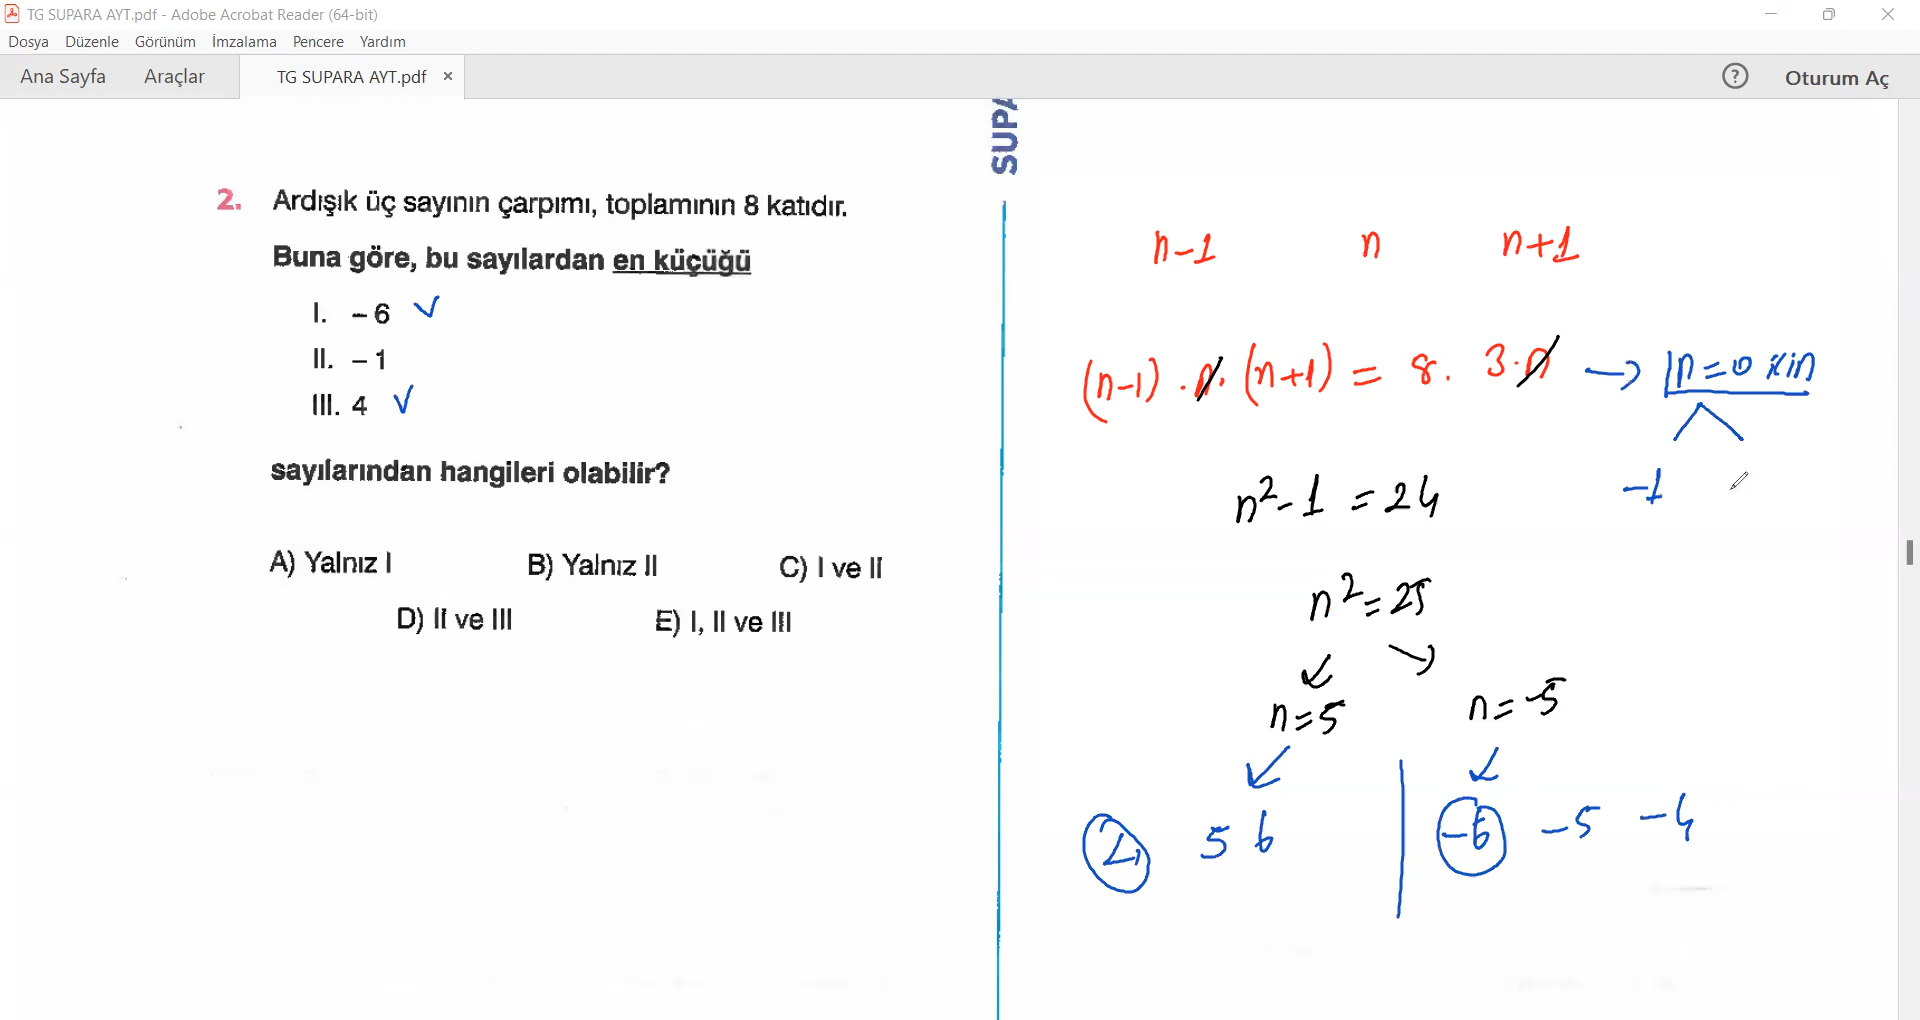 TG SUPARA AYT.pdf - Adobe Acrobat Reader (64-bit)
Dosya Düzenle Görünüm İmzalama Pencere Yardım
Ana Sayfa Araçlar TG SUPARA AYT.pdf × ? Oturum Aç
SUPA
2. Ardışık üç sayının çarpımı, toplamının 8 katıdır.
Buna göre, bu sayılardan en küçüğü
I. – 6 ✓
II. – 1
III. 4 ✓
sayılarından hangileri olabilir?
A) Yalnız I B) Yalnız II C) I ve II
D) II ve III E) I, II ve III
n-1 n n+1
(n-1) . n . (n+1) = 8 . 3 . n → n=0 için
-1
n²-1 = 24
n² = 25
n=5 n=-5
4 5 6 -6 -5 -4